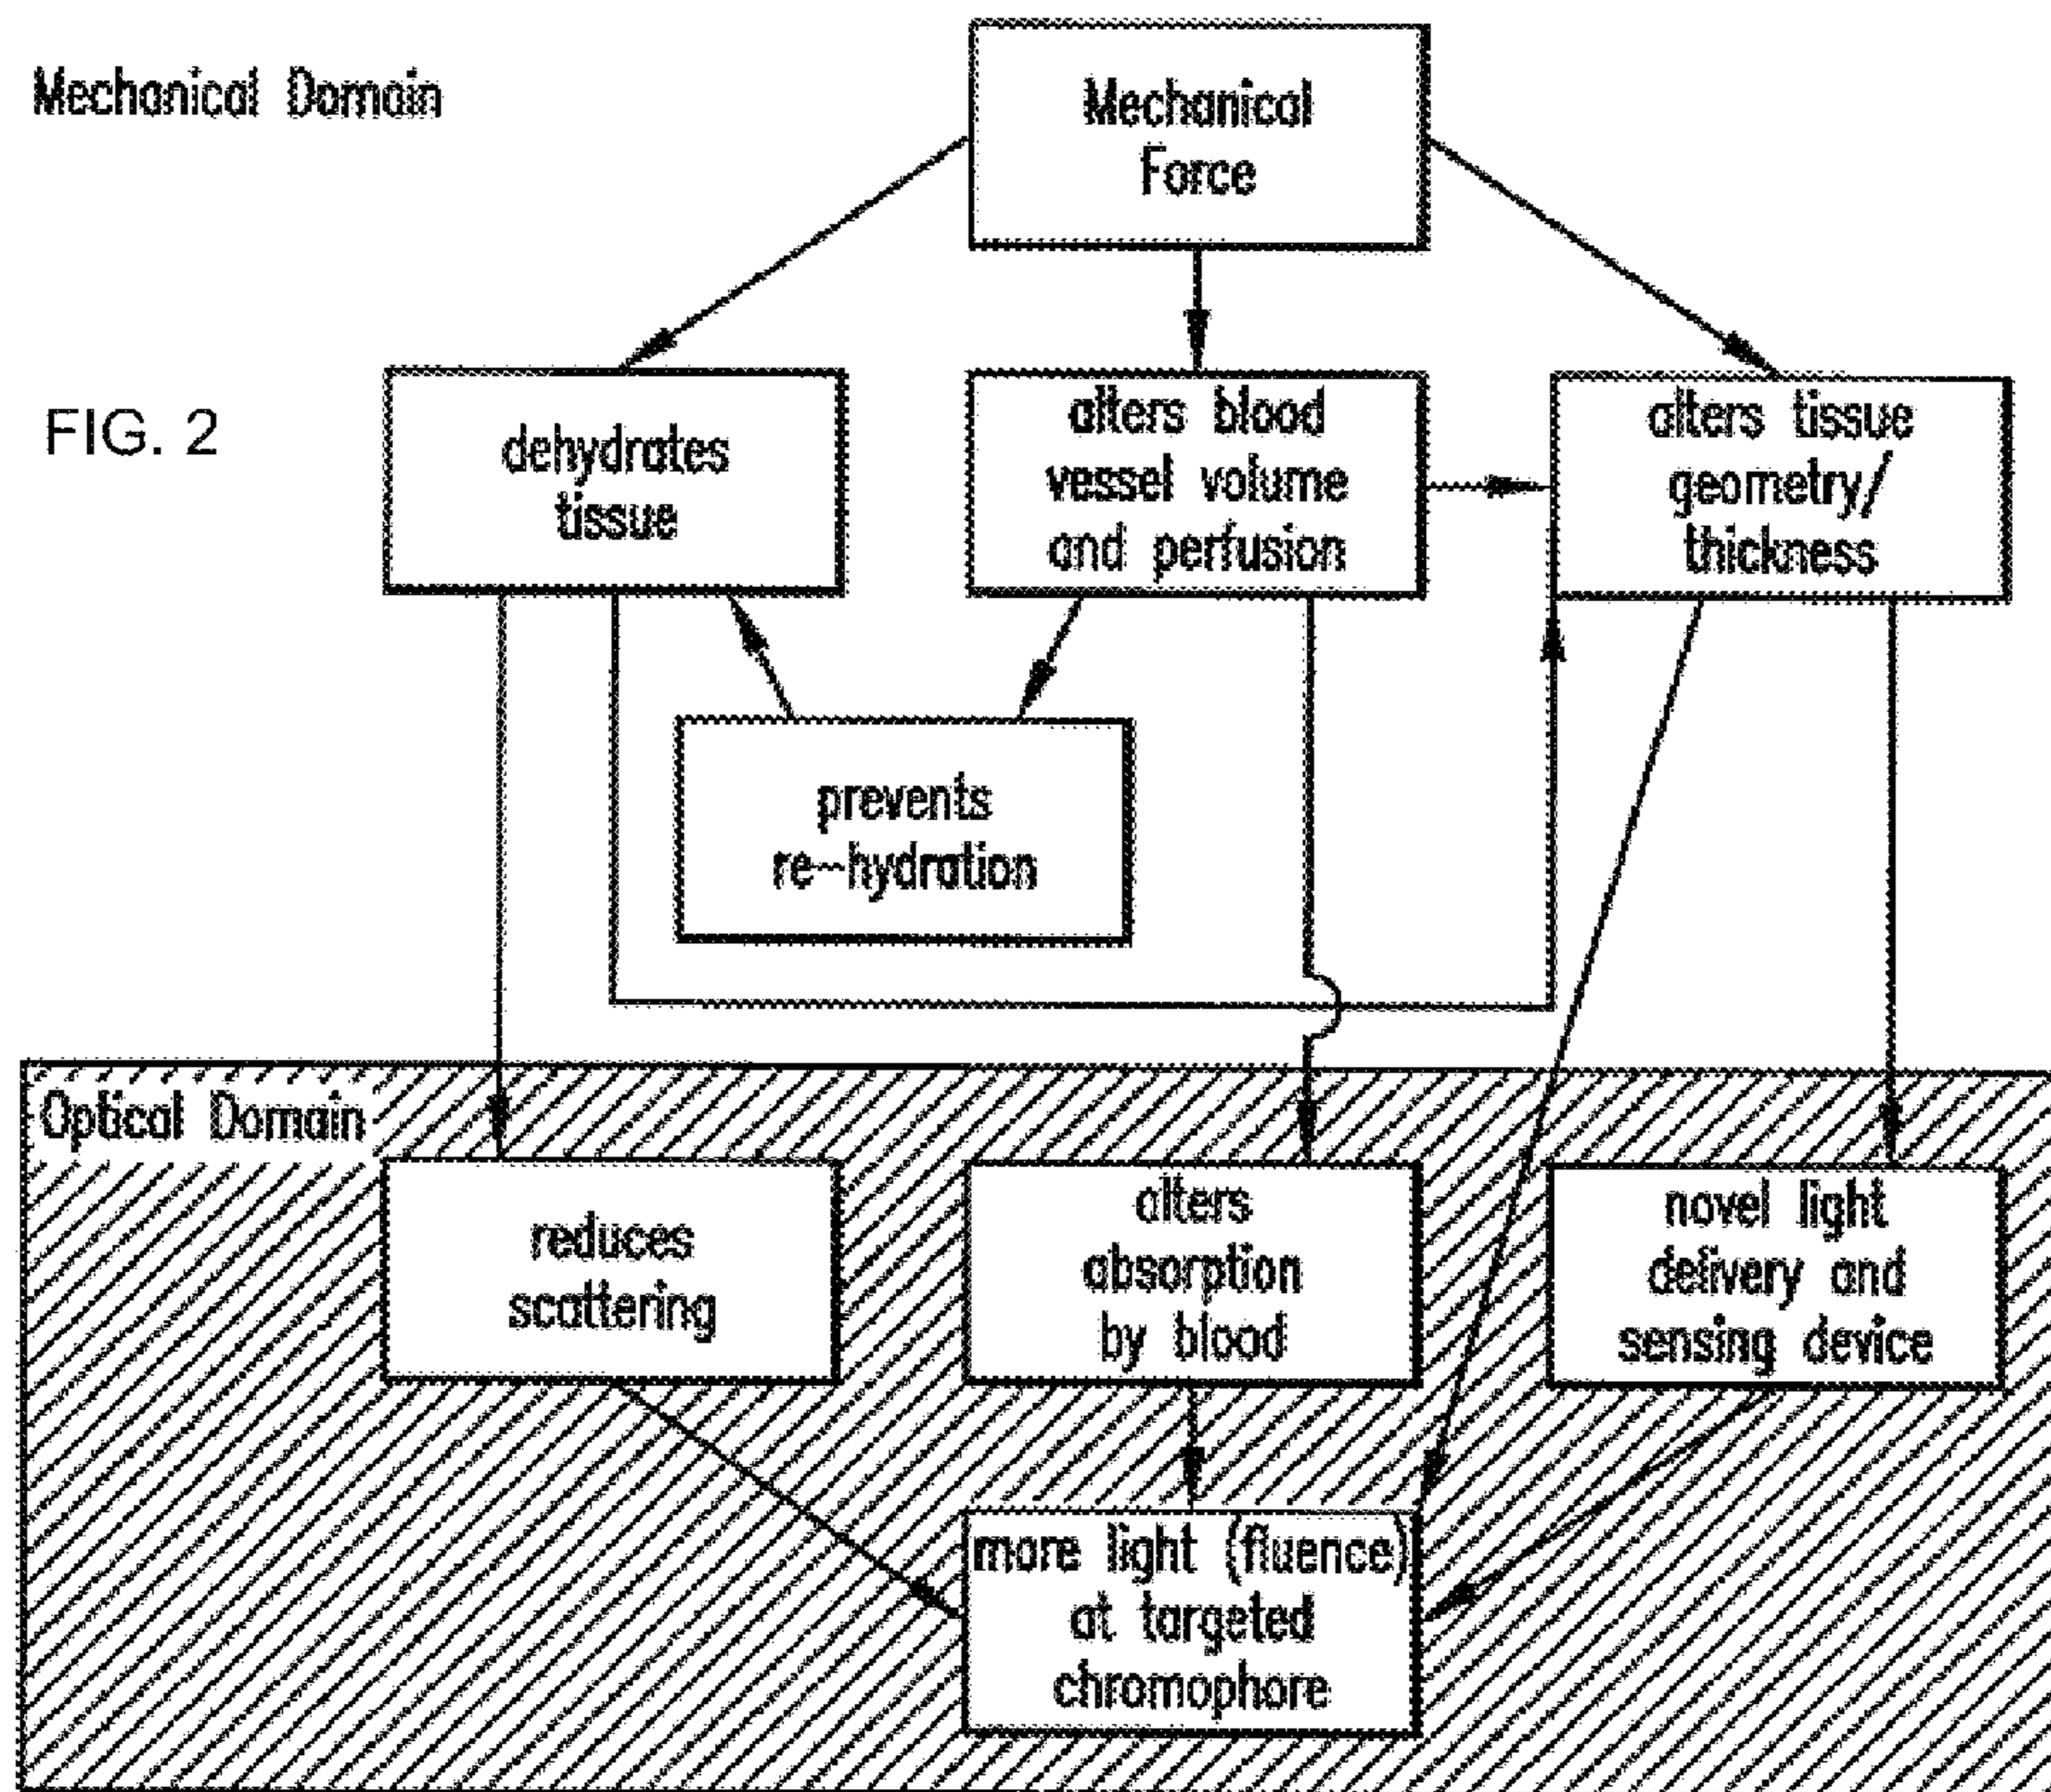 Mechanical Domain
Mechanical
Force
FIG. 2
dehydrates
tissue
alters blood
vessel volume
and perfusion
alters tissue
geometry/
thickness
prevents
re-hydration
Optical Domain
reduces
scattering
alters
absorption
by blood
novel light
delivery and
sensing device
more light (fluence)
at targeted
chromophore